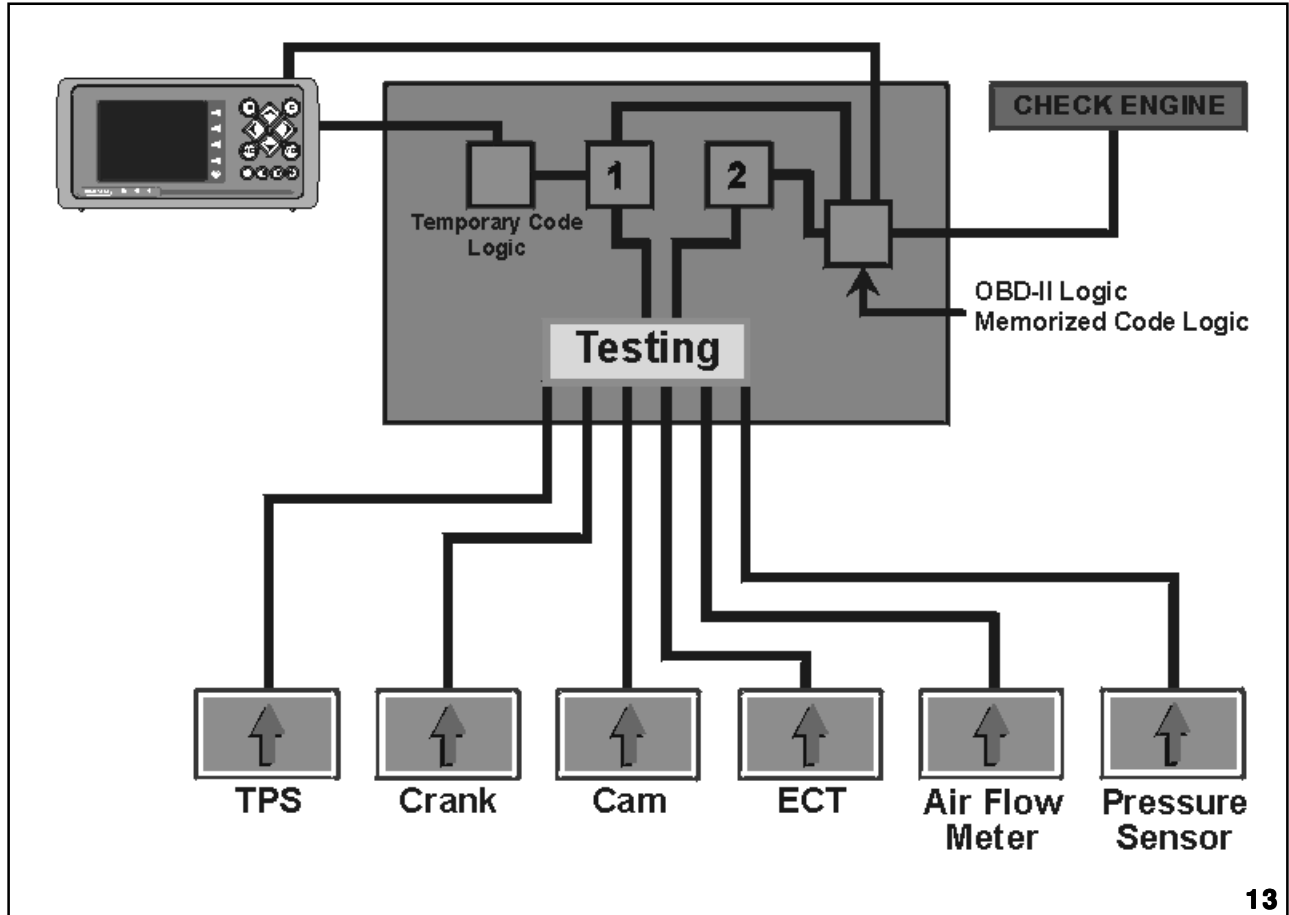 CHECK ENGINE
1
2
Temporary Code
Logic
OBD-II Logic
Memorized Code Logic
Testing
TPS
Crank
Cam
ECT
Air Flow
Meter
Pressure
Sensor
13